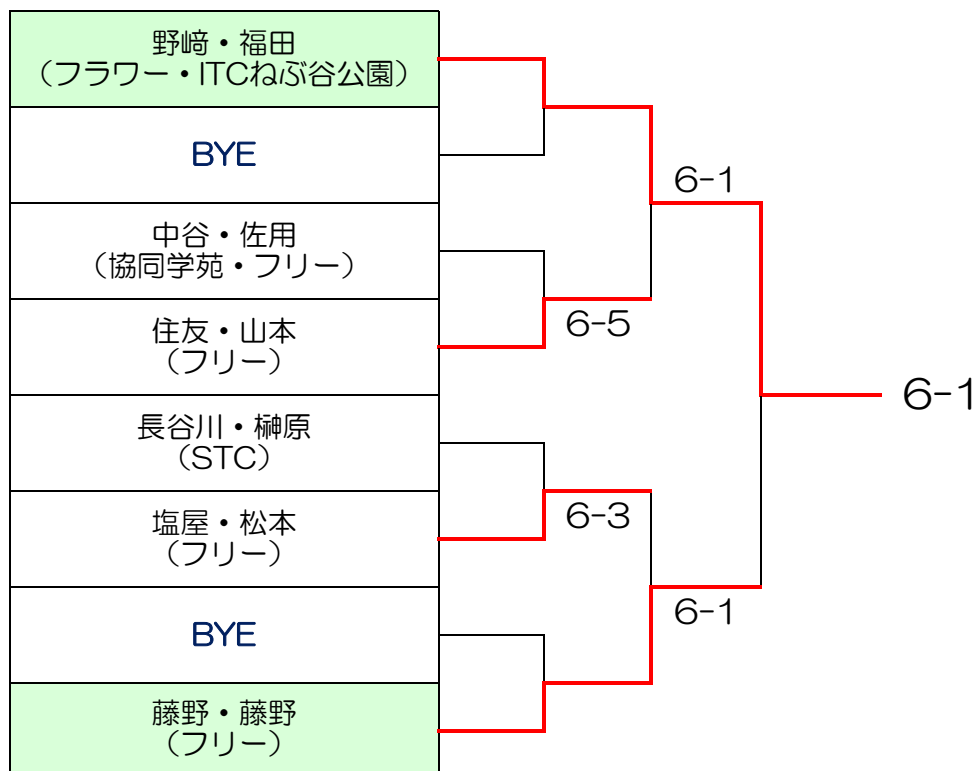 野﨑・福田
（フラワー・ITCねぶ谷公園）
BYE
中谷・佐用
（協同学苑・フリー）
住友・山本
（フリー）
長谷川・榊原
（STC）
塩屋・松本
（フリー）
BYE
藤野・藤野
（フリー）
6-1
6-5
6-1
6-3
6-1